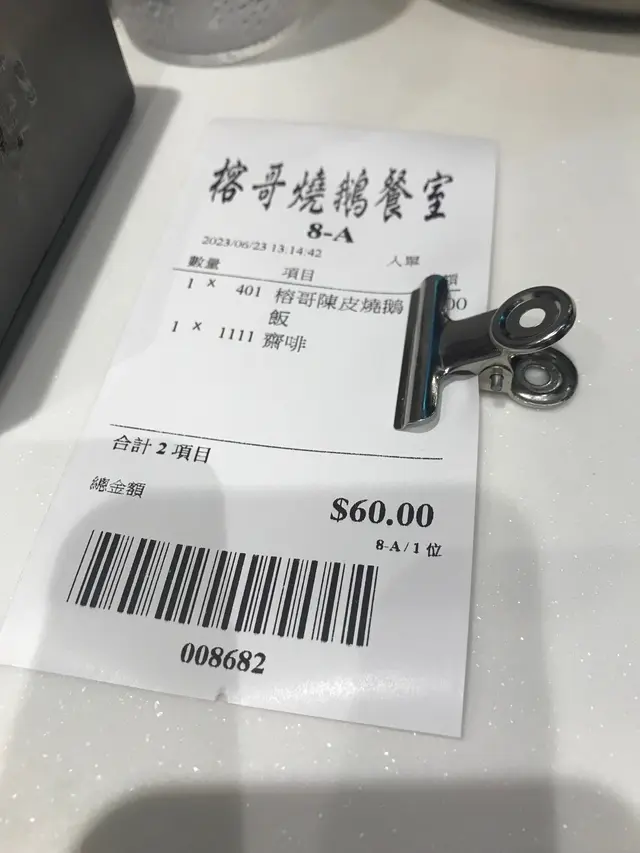 榕哥燒鵝餐室
8-A
2023/06/23 13:14:42 人單
數量 項目
1 × 401 榕哥陳皮燒鵝
飯
1 × 1111 齋啡
合計 2 項目
總金額
$60.00
8-A / 1 位
008682